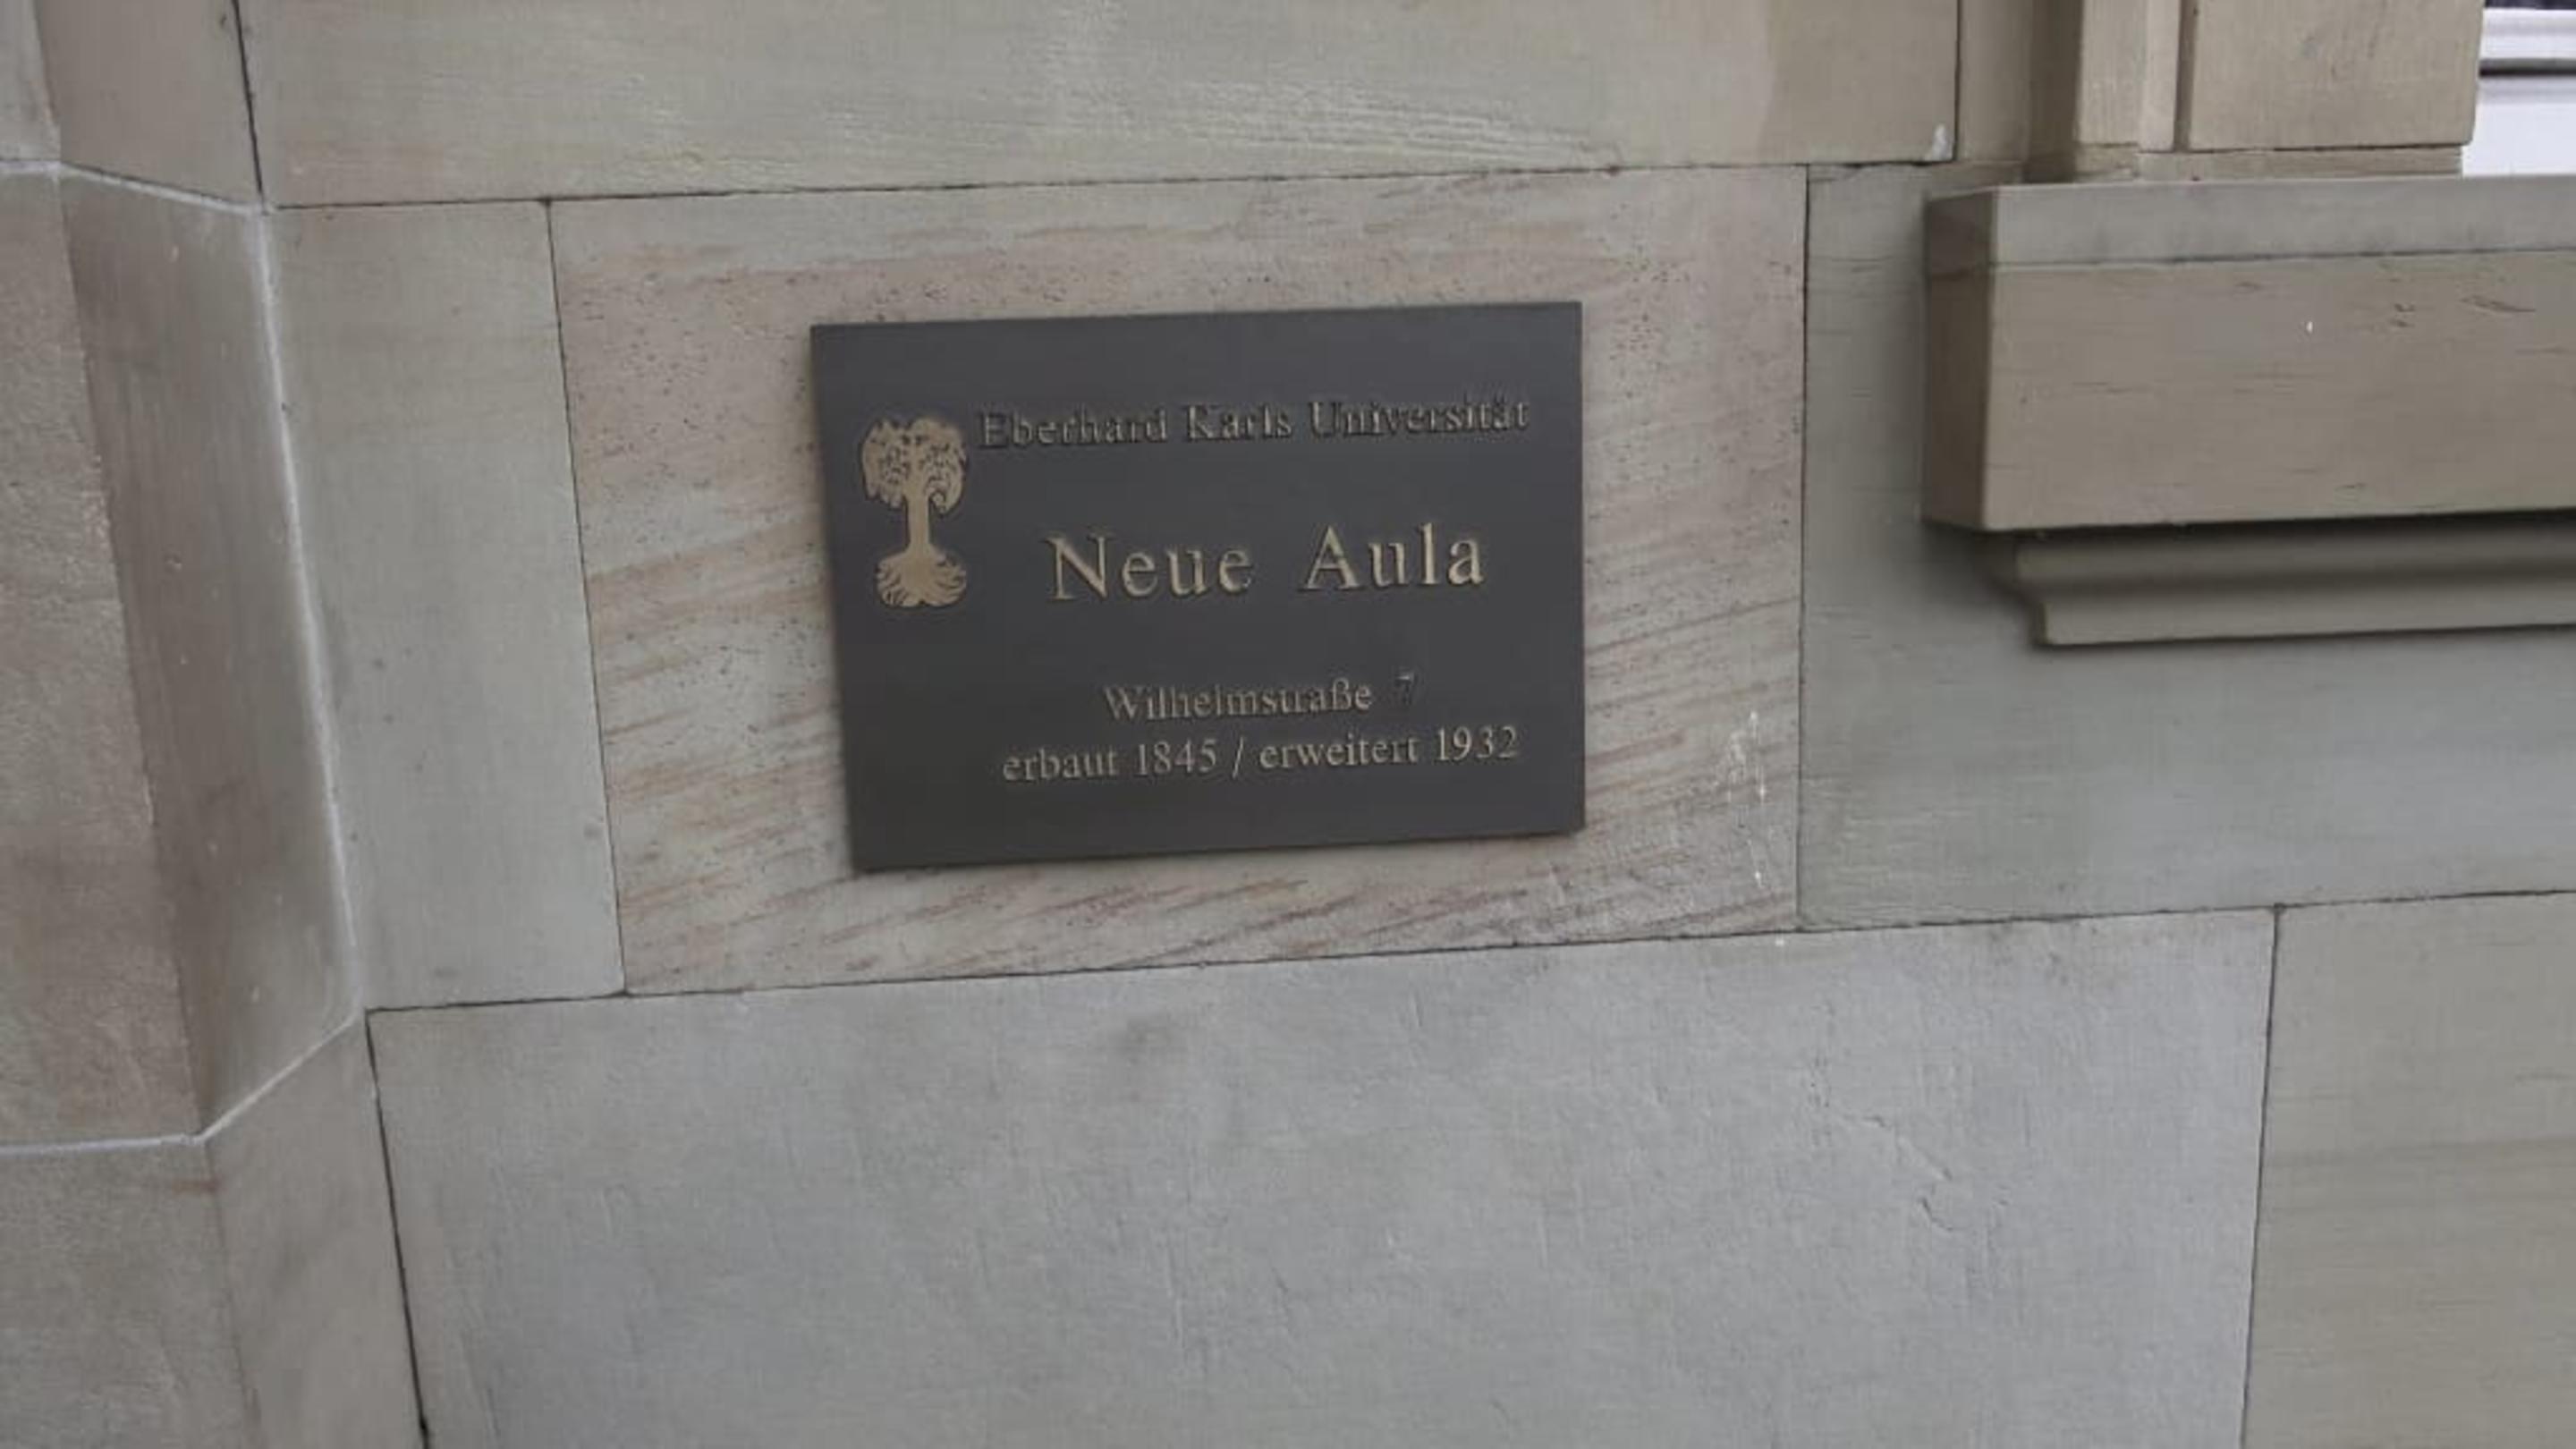 Eberhard Karls Universität
Neue Aula
Wilhelmstraße 7
erbaut 1845 / erweitert 1932